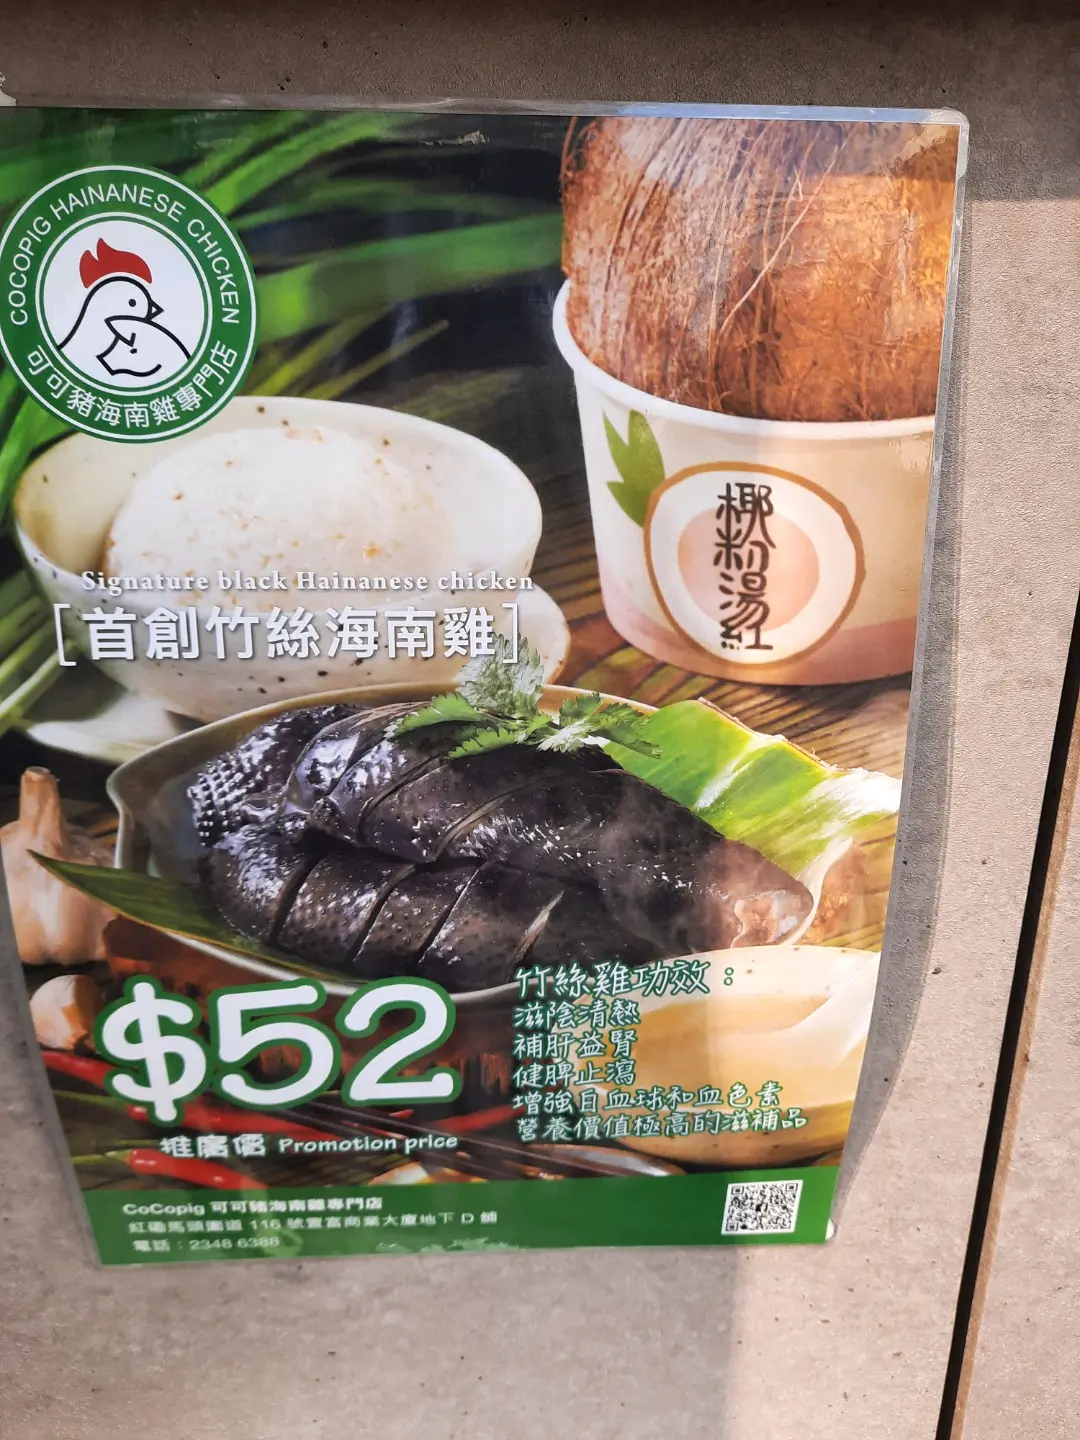 COCOPIG HAINANESE CHICKEN
可可豬海南雞專門店
椰粉湯紅
Signature black Hainanese chicken
[首創竹絲海南雞]
竹絲雞功效：
滋陰清熱
補肝益腎
健脾止瀉
增強白血球和血色素
營養價值極高的滋補品
$52
推廣價 Promotion price
CoCopig 可可豬海南雞專門店
紅磡馬頭圍道 116 號置富商業大廈地下 D 舖
電話：2348 6388